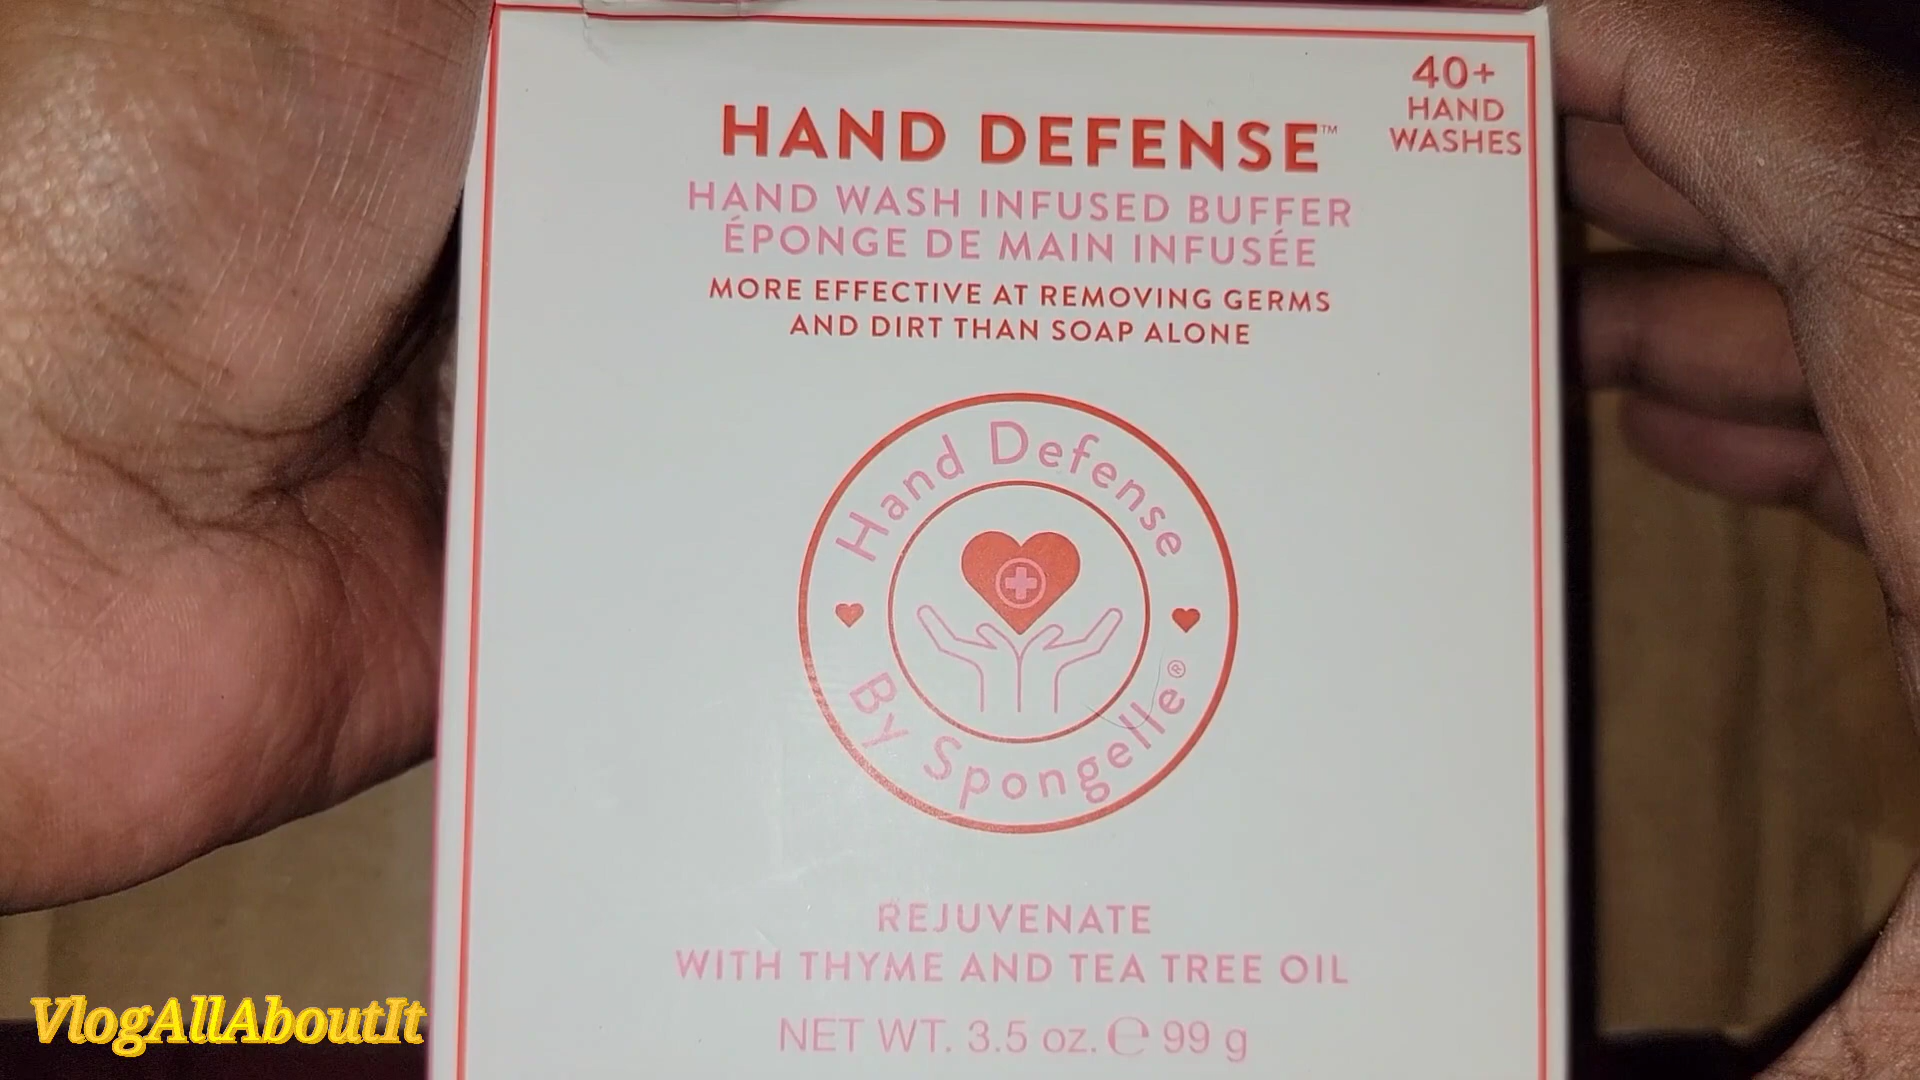 40+
HAND
WASHES
HAND DEFENSE™
HAND WASH INFUSED BUFFER
ÉPONGE DE MAIN INFUSÉE
MORE EFFECTIVE AT REMOVING GERMS
AND DIRT THAN SOAP ALONE
Hand Defense
By Spongelle®
REJUVENATE
WITH THYME AND TEA TREE OIL
NET WT. 3.5 oz. ℮ 99 g
VlogAllAboutIt